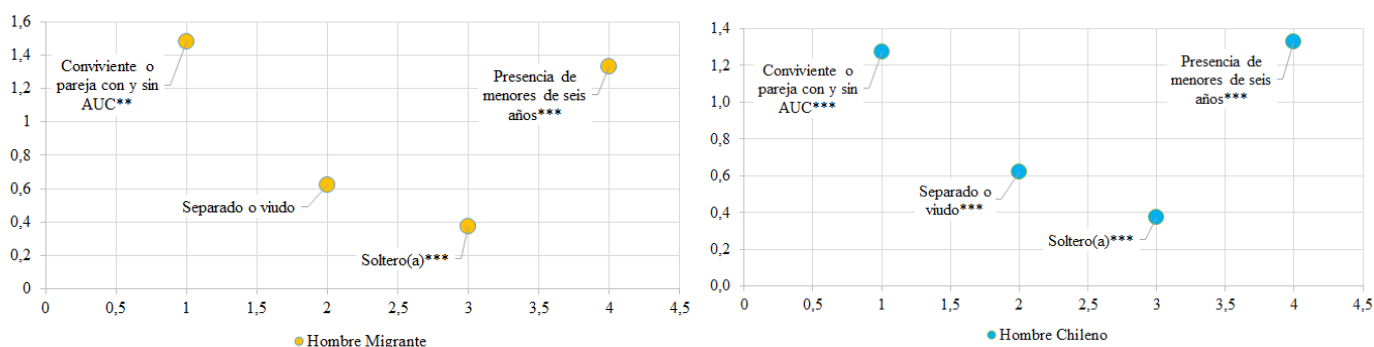 1,6
1,4
1,2
1
0,8
0,6
0,4
0,2
0
0
0,5
1
1,5
2
2,5
3
3,5
4
4,5
Conviviente o
pareja con y sin
AUC**
Separado o viudo
Soltero(a)***
Presencia de
menores de seis
años***
Hombre Migrante
1,4
1,2
1,0
0,8
0,6
0,4
0,2
0,0
0
0,5
1
1,5
2
2,5
3
3,5
4
4,5
Conviviente o
pareja con y sin
AUC***
Separado o
viudo***
Soltero(a)***
Presencia de
menores de seis
años***
Hombre Chileno